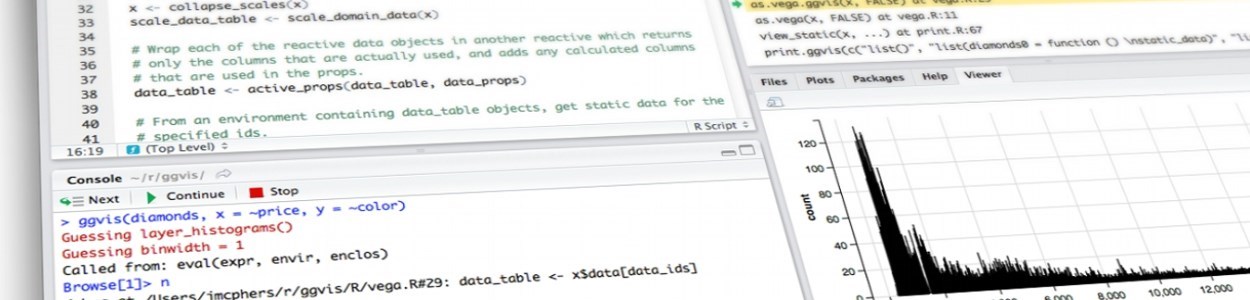 32 x <- collapse_scales(x)
33 scale_data_table <- scale_domain_data(x)
34
35 # Wrap each of the reactive data objects in another reactive which returns
36 # only the columns that are actually used, and adds any calculated columns
37 # that are used in the props.
38 data_table <- active_props(data_table, data_props)
39
40 # From an environment containing data_table objects, get static data for the
41 # specified ids.
16:19 (Top Level) R Script
Console ~/r/ggvis/
Next Continue Stop
> ggvis(diamonds, x = ~price, y = ~color)
Guessing layer_histograms()
Guessing binwidth = 1
Called from: eval(expr, envir, enclos)
Browse[1]> n
at /Users/jmcphers/r/ggvis/R/vega.R#29: data_table <- x$data[data_ids]
as.vega.ggvis(x, FALSE) at
as.vega(x, FALSE) at vega.R:11
view_static(x, ...) at print.R:67
print.ggvis(c("list()", "list(diamonds0 = function () \nstatic_data)",
Files Plots Packages Help Viewer
120
100
80
60
40
20
0
count
6,000 8,000 10,000 12,000